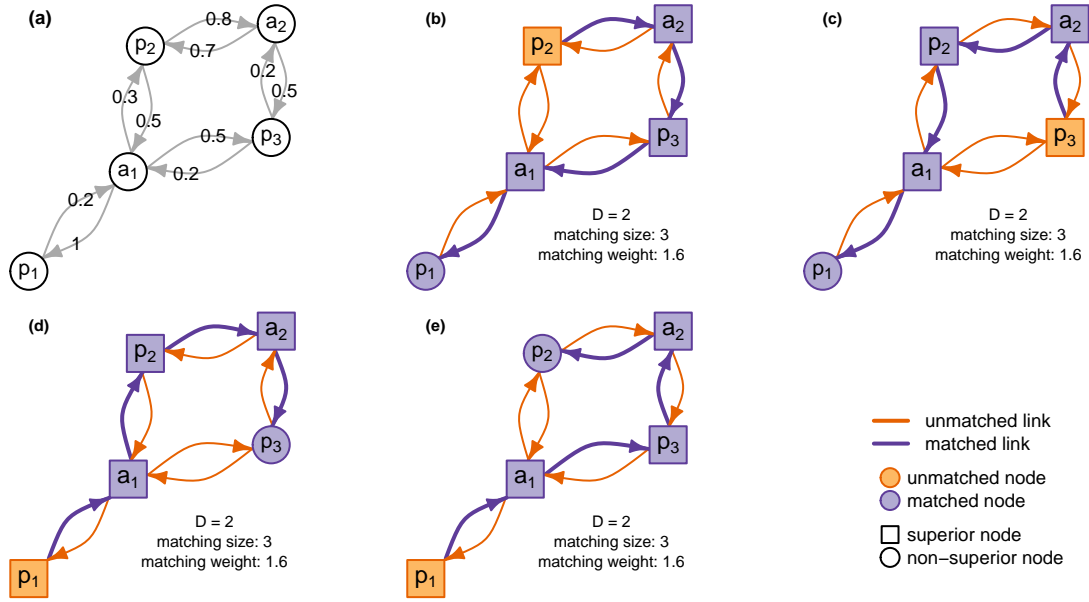 (a)
0.8
a2
p2
0.7
0.2
0.3
0.5
0.5
0.5
p3
a1
0.2
0.2
1
p1
(b)
a2
p2
p3
a1
D = 2
matching size: 3
matching weight: 1.6
p1
(c)
a2
p2
p3
a1
D = 2
matching size: 3
matching weight: 1.6
p1
(d)
a2
p2
p3
a1
D = 2
matching size: 3
matching weight: 1.6
p1
(e)
a2
p2
p3
a1
D = 2
matching size: 3
matching weight: 1.6
p1
unmatched link
matched link
unmatched node
matched node
superior node
non−superior node